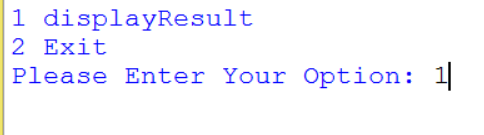 1 displayResult
2 Exit
Please Enter Your Option: 1